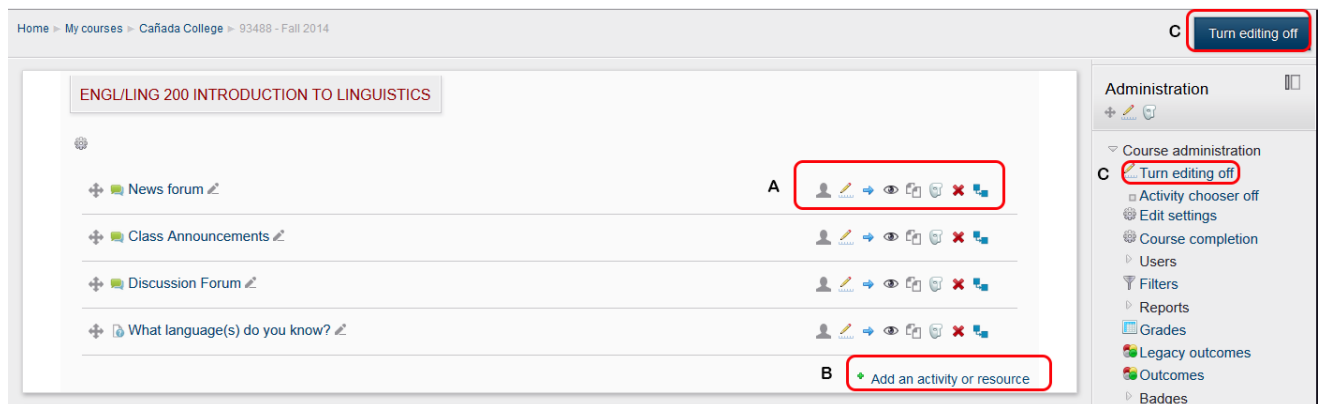 Home ► My courses ► Cañada College ► 93488 - Fall 2014
C Turn editing off
ENGL/LING 200 INTRODUCTION TO LINGUISTICS
News forum
A
Class Announcements
Discussion Forum
What language(s) do you know?
B Add an activity or resource
Administration
Course administration
C Turn editing off
Activity chooser off
Edit settings
Course completion
Users
Filters
Reports
Grades
Legacy outcomes
Outcomes
Badges